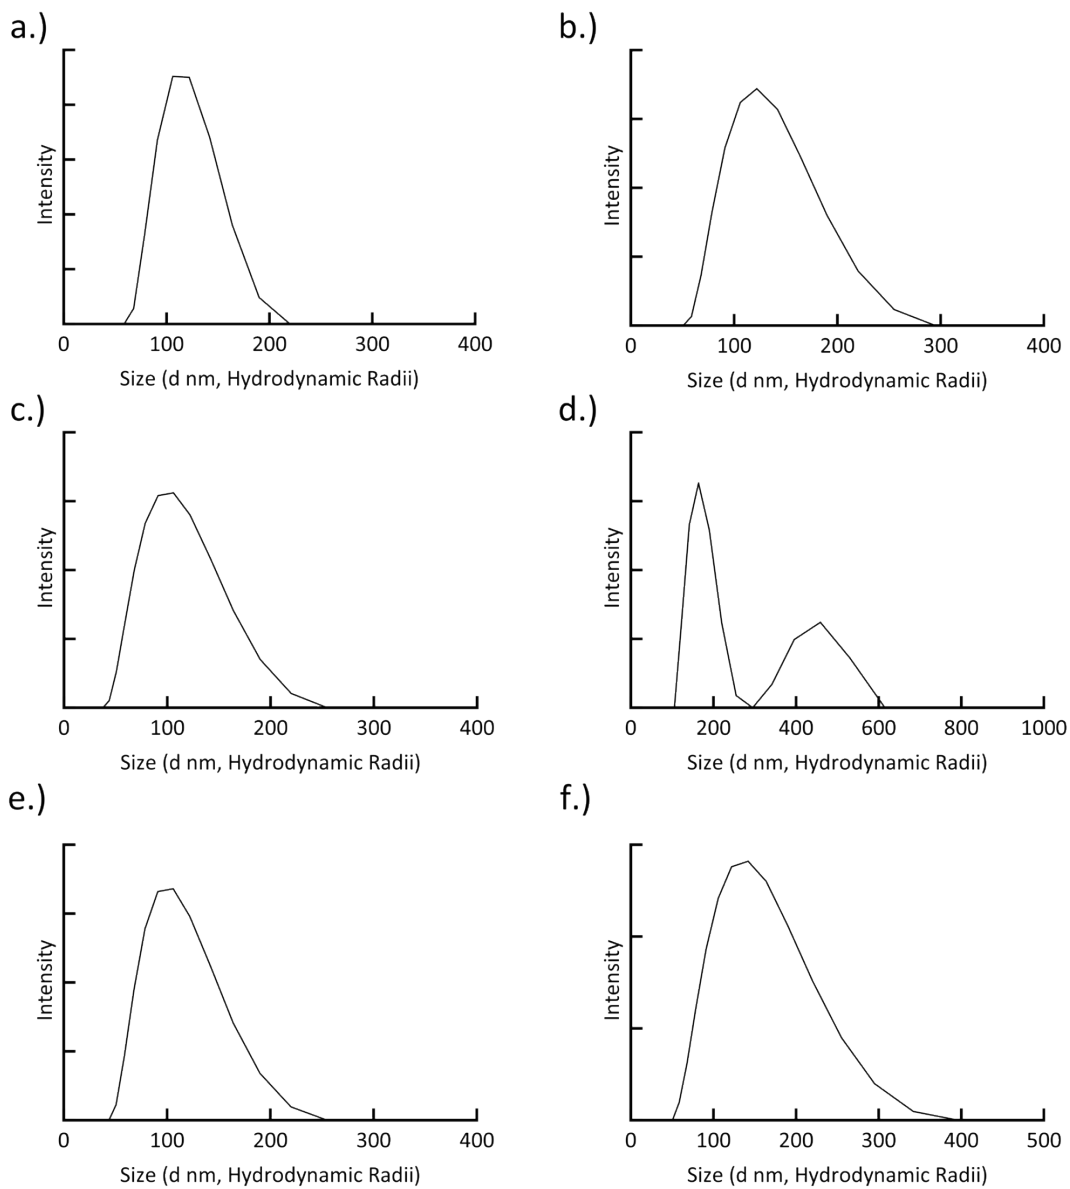 a.)
Intensity
0 100 200 300 400
Size (d nm, Hydrodynamic Radii)
b.)
Intensity
0 100 200 300 400
Size (d nm, Hydrodynamic Radii)
c.)
Intensity
0 100 200 300 400
Size (d nm, Hydrodynamic Radii)
d.)
Intensity
0 200 400 600 800 1000
Size (d nm, Hydrodynamic Radii)
e.)
Intensity
0 100 200 300 400
Size (d nm, Hydrodynamic Radii)
f.)
Intensity
0 100 200 300 400 500
Size (d nm, Hydrodynamic Radii)